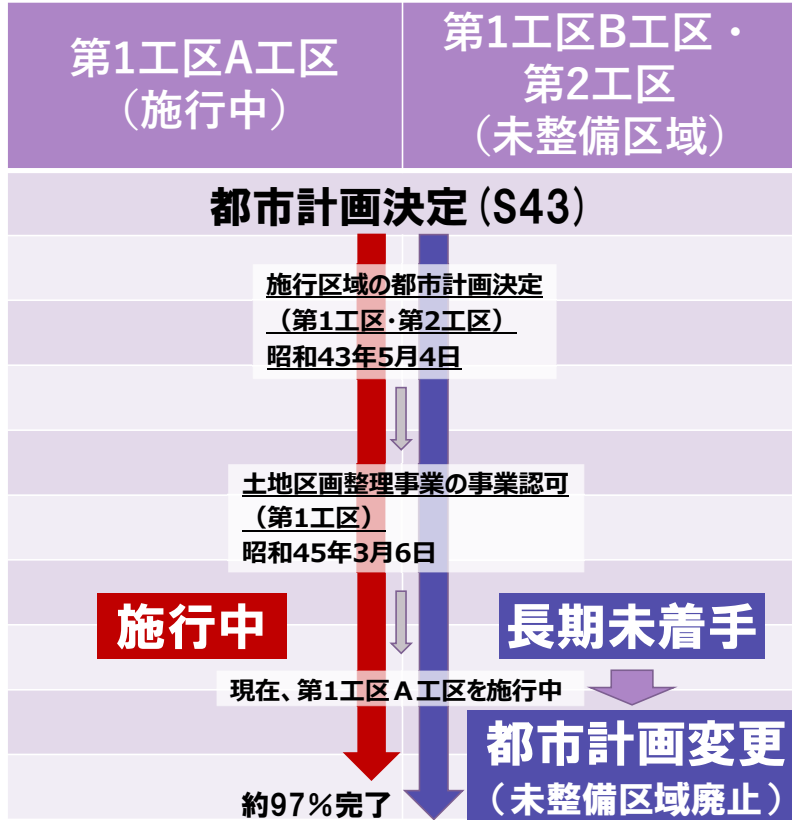 第1工区A工区
（施行中）
第1工区B工区・
第2工区
（未整備区域）
都市計画決定(S43)
施行区域の都市計画決定
（第1工区･第2工区）
昭和43年5月4日
土地区画整理事業の事業認可
（第1工区）
昭和45年3月6日
施行中
長期未着手
現在、第1工区Ａ工区を施行中
都市計画変更
（未整備区域廃止）
約97％完了